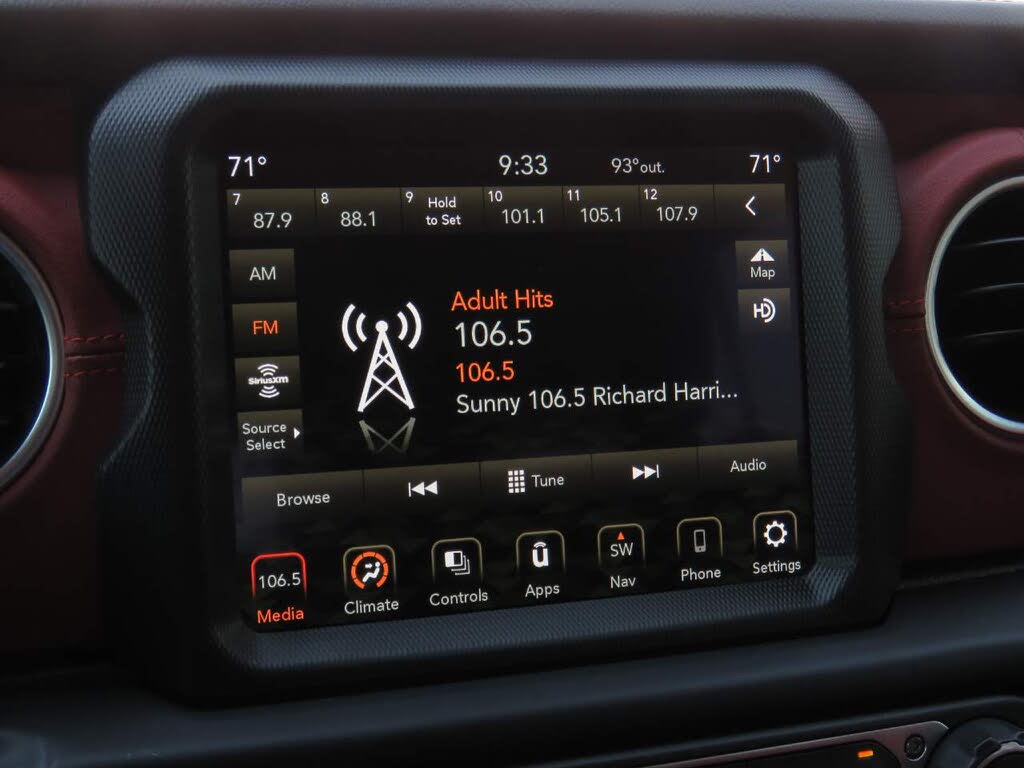 71° 9:33 93°out. 71°
7 87.9 8 88.1 9 Hold to Set 10 101.1 11 105.1 12 107.9
AM
Map
FM
HD
SiriusXM
Source
Select
Adult Hits
106.5
106.5
Sunny 106.5 Richard Harri...
Browse Tune Audio
106.5 SW
Media Climate Controls Apps Nav Phone Settings